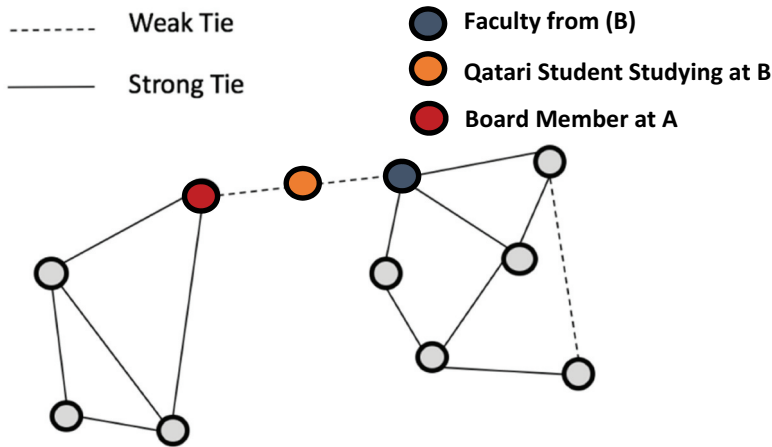 Weak Tie
Strong Tie
Faculty from (B)
Qatari Student Studying at B
Board Member at A